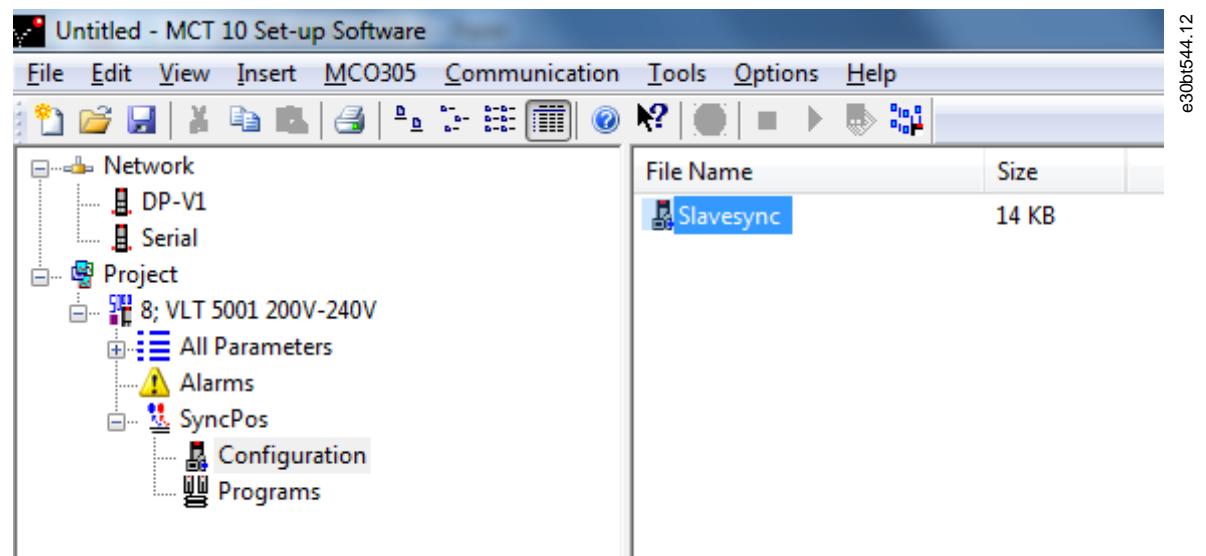 Untitled - MCT 10 Set-up Software
File Edit View Insert MCO305 Communication Tools Options Help
Network
DP-V1
Serial
Project
8; VLT 5001 200V-240V
All Parameters
Alarms
SyncPos
Configuration
Programs
File Name Size
Slavesync 14 KB
e30bt544.12